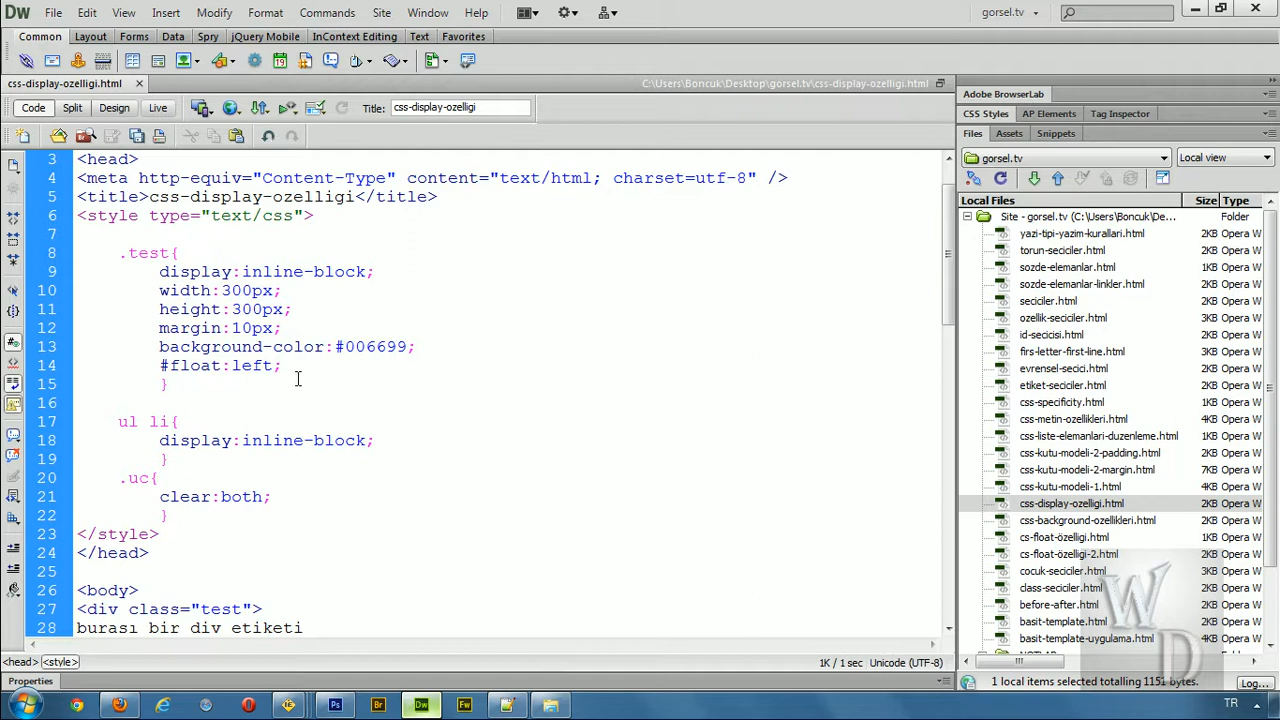 Dw File Edit View Insert Modify Format Commands Site Window Help gorsel.tv
Common Layout Forms Data Spry jQuery Mobile InContext Editing Text Favorites
css-display-ozelligi.html C:\Users\Boncuk\Desktop\gorsel.tv\css-display-ozelligi.html
Code Split Design Live Title: css-display-ozelligi
3 <head>
4 <meta http-equiv="Content-Type" content="text/html; charset=utf-8" />
5 <title>css-display-ozelligi</title>
6 <style type="text/css">
7
8 .test{
9 display:inline-block;
10 width:300px;
11 height:300px;
12 margin:10px;
13 background-color:#006699;
14 #float:left;
15 }
16
17 ul li{
18 display:inline-block;
19 }
20 .uc{
21 clear:both;
22 }
23 </style>
24 </head>
25
26 <body>
27 <div class="test">
28 burası bir div etiketi
<head> <style> 1K / 1 sec Unicode (UTF-8)
Properties
Adobe BrowserLab
CSS Styles AP Elements Tag Inspector
Files Assets Snippets
gorsel.tv Local view
Local Files Size Type
Site - gorsel.tv (C:\Users\Boncuk\De... Folder
yazi-tipi-yazim-kurallari.html 2KB Opera W
torun-seciciler.html 2KB Opera W
sozde-elemanlar.html 1KB Opera W
sozde-elemanlar-linkler.html 2KB Opera W
seciciler.html 1KB Opera W
ozellik-seciciler.html 2KB Opera W
id-secicisi.html 1KB Opera W
firs-letter-first-line.html 2KB Opera W
evrensel-secici.html 2KB Opera W
etiket-seciciler.html 2KB Opera W
css-specificity.html 1KB Opera W
css-metin-ozellikleri.html 2KB Opera W
css-liste-elemanlari-duzenleme.html 1KB Opera W
css-kutu-modeli-2-padding.html 2KB Opera W
css-kutu-modeli-2-margin.html 2KB Opera W
css-kutu-modeli-1.html 4KB Opera W
css-display-ozelligi.html 2KB Opera W
css-background-ozellikleri.html 2KB Opera W
cs-float-özelligi.html 1KB Opera W
cs-float-özelligi-2.html 2KB Opera W
cocuk-seciciler.html 1KB Opera W
class-seciciler.html 2KB Opera W
before-after.html 1KB Opera W
basit-template.html 2KB Opera W
basit-template-uygulama.html 4KB Opera W
W D
1 local items selected totalling 1151 bytes. Log...
Br Dw Fw Ps TR